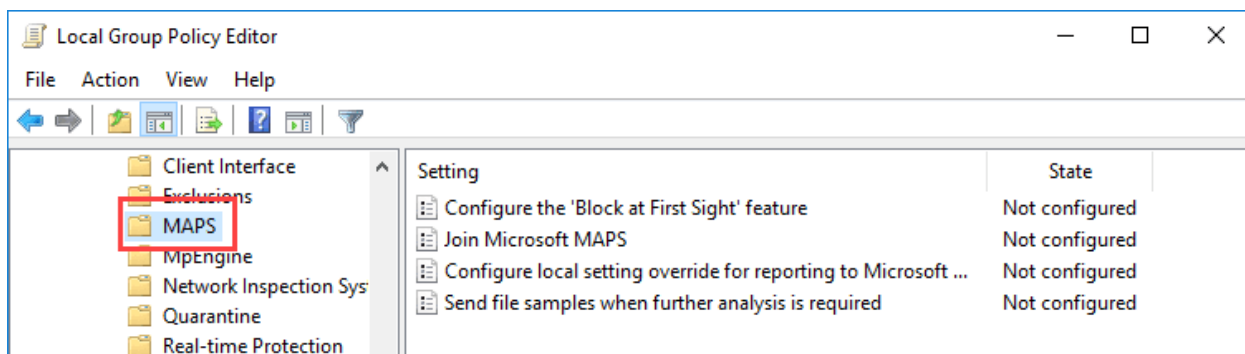 Local Group Policy Editor
File Action View Help
Client Interface
Exclusions
MAPS
MpEngine
Network Inspection Sys
Quarantine
Real-time Protection
Setting State
Configure the 'Block at First Sight' feature Not configured
Join Microsoft MAPS Not configured
Configure local setting override for reporting to Microsoft ... Not configured
Send file samples when further analysis is required Not configured